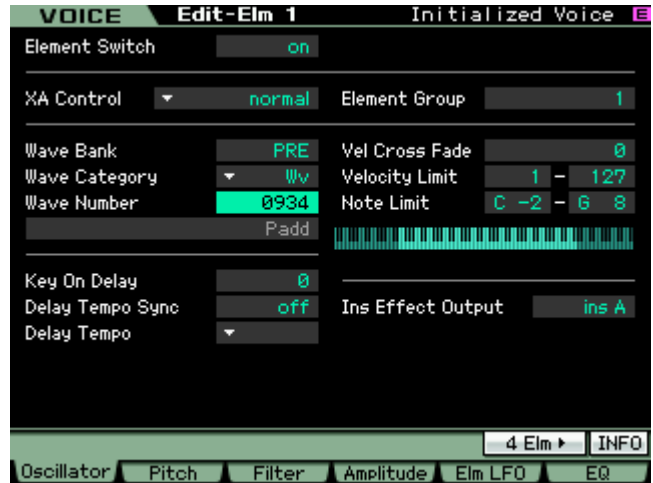 VOICE Edit-Elm 1 Initialized Voice E
Element Switch on
XA Control normal Element Group 1
Wave Bank PRE Vel Cross Fade 0
Wave Category Wv Velocity Limit 1 - 127
Wave Number 0934 Note Limit C -2 - G 8
Padd
Key On Delay 0
Delay Tempo Sync off Ins Effect Output ins A
Delay Tempo
4 Elm INFO
Oscillator Pitch Filter Amplitude Elm LFO EQ